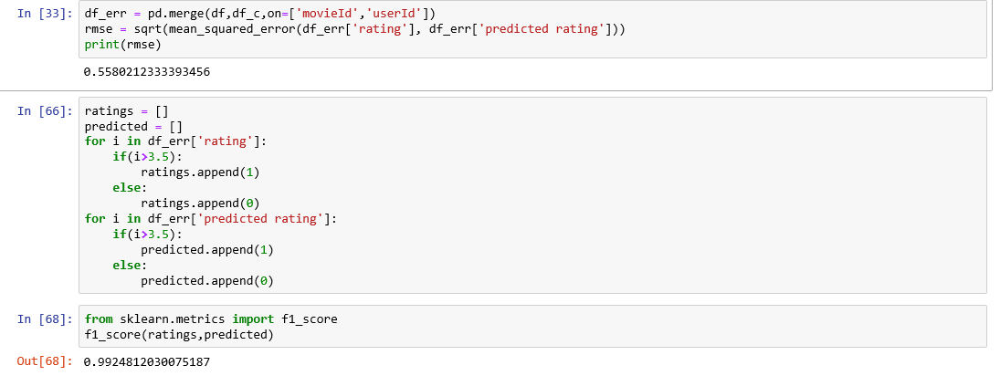 In [33]: df_err = pd.merge(df,df_c,on=['movieId','userId'])
rmse = sqrt(mean_squared_error(df_err['rating'], df_err['predicted rating']))
print(rmse)
0.5580212333393456
In [66]: ratings = []
predicted = []
for i in df_err['rating']:
    if(i>3.5):
        ratings.append(1)
    else:
        ratings.append(0)
for i in df_err['predicted rating']:
    if(i>3.5):
        predicted.append(1)
    else:
        predicted.append(0)
In [68]: from sklearn.metrics import f1_score
f1_score(ratings,predicted)
Out[68]: 0.9924812030075187